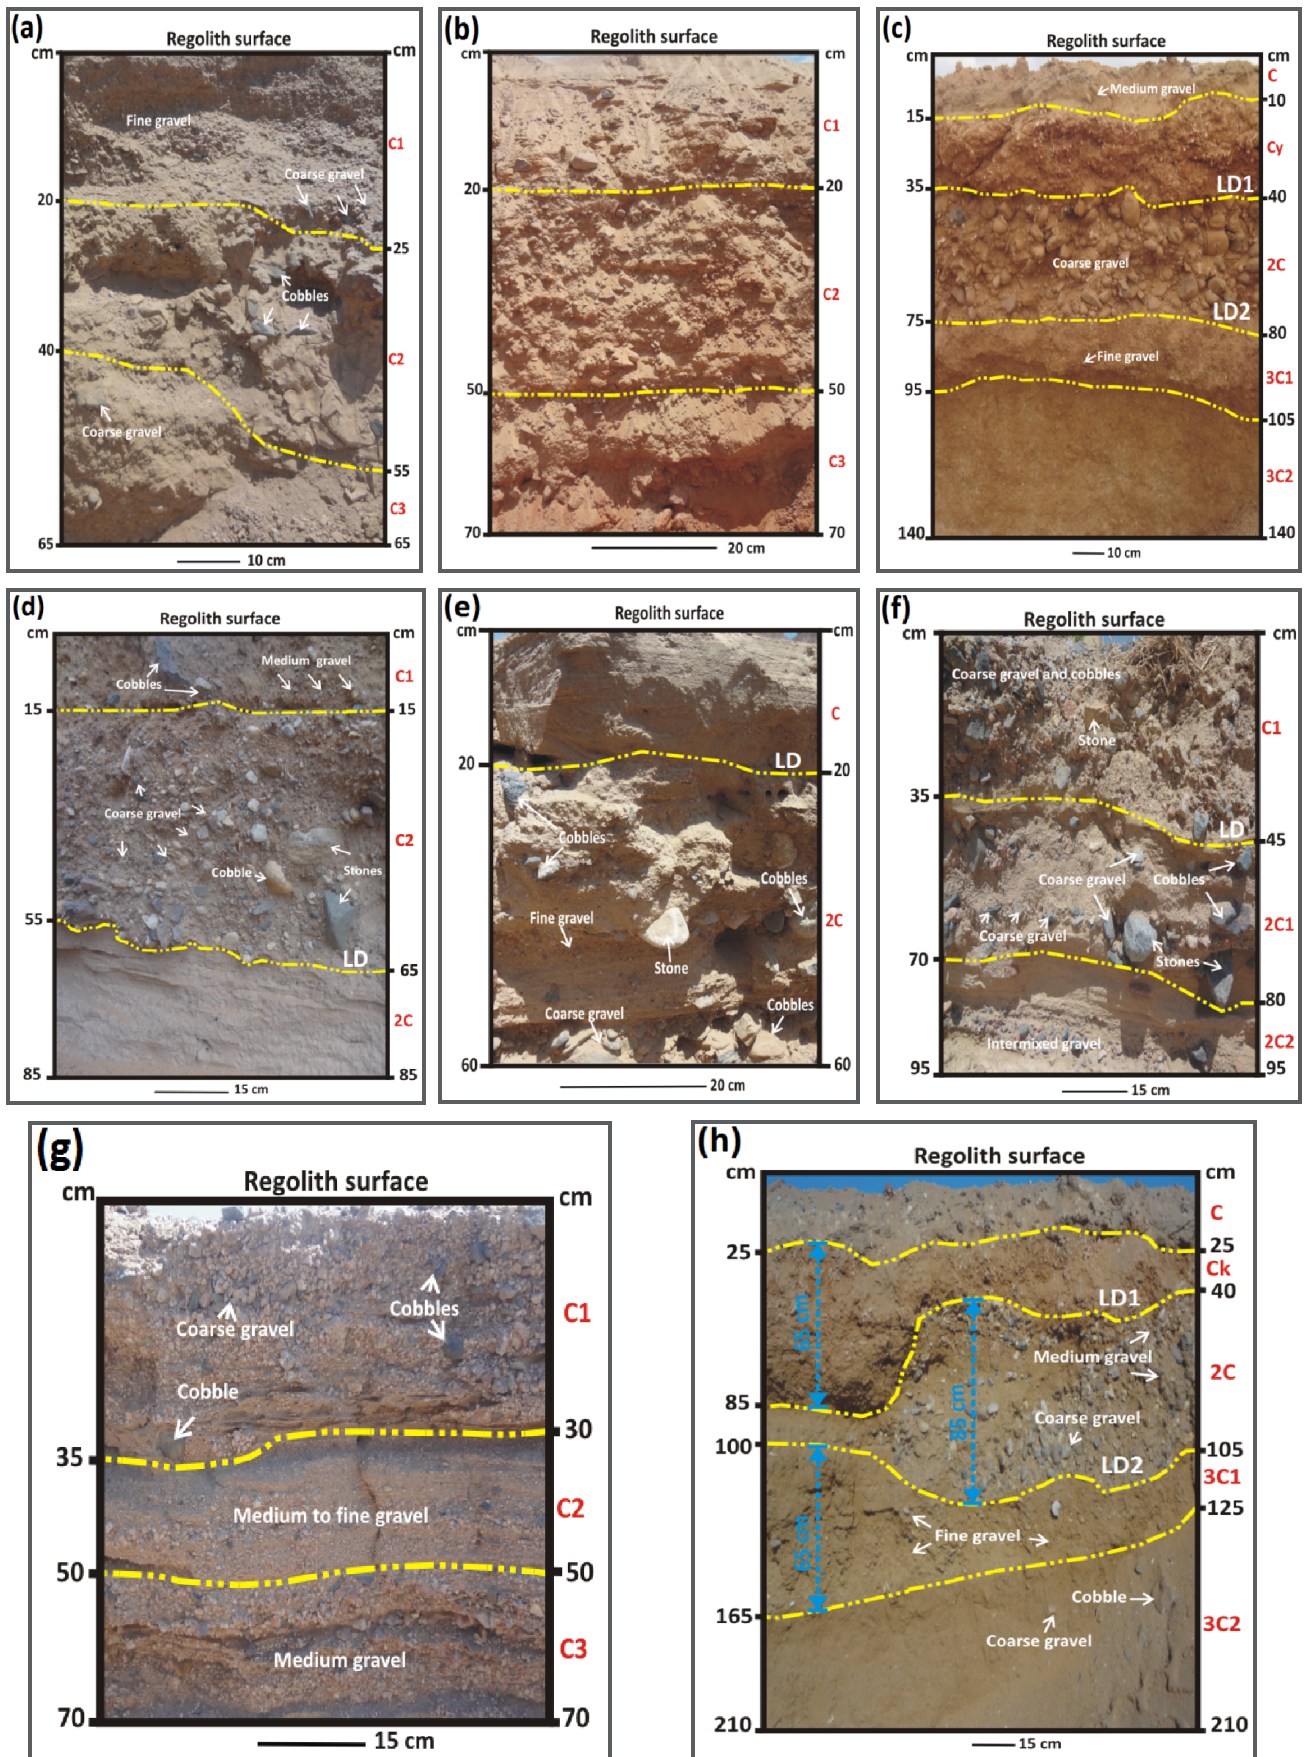 (a)
Regolith surface
cm
cm
Fine gravel
C1
Coarse gravel
20
25
Cobbles
40
C2
Coarse gravel
55
C3
65
65
10 cm
(b)
Regolith surface
cm
cm
C1
20
20
C2
50
50
C3
70
70
20 cm
(c)
Regolith surface
cm
cm
C
Medium gravel
10
15
Cy
35
LD1
40
Coarse gravel
2C
LD2
75
80
Fine gravel
3C1
95
105
3C2
140
140
10 cm
(d)
Regolith surface
cm
cm
Medium gravel
C1
Cobbles
15
15
Coarse gravel
C2
Cobble
Stones
55
LD
65
2C
85
85
15 cm
(e)
Regolith surface
cm
cm
C
LD
20
20
Cobbles
Cobbles
Fine gravel
2C
Stone
Coarse gravel
Cobbles
60
60
20 cm
(f)
Regolith surface
cm
cm
Coarse gravel and cobbles
Stone
C1
35
LD
45
Coarse gravel
Cobbles
Coarse gravel
2C1
Stones
70
80
Intermixed gravel
2C2
95
95
15 cm
(g)
Regolith surface
cm
cm
Cobbles
Coarse gravel
C1
Cobble
30
35
Medium to fine gravel
C2
50
50
C3
Medium gravel
70
70
15 cm
(h)
Regolith surface
cm
cm
C
25
25
Ck
40
LD1
65 cm
Medium gravel
2C
85
85 cm
Coarse gravel
100
105
LD2
3C1
125
65 cm
Fine gravel
Cobble
165
3C2
Coarse gravel
210
210
15 cm